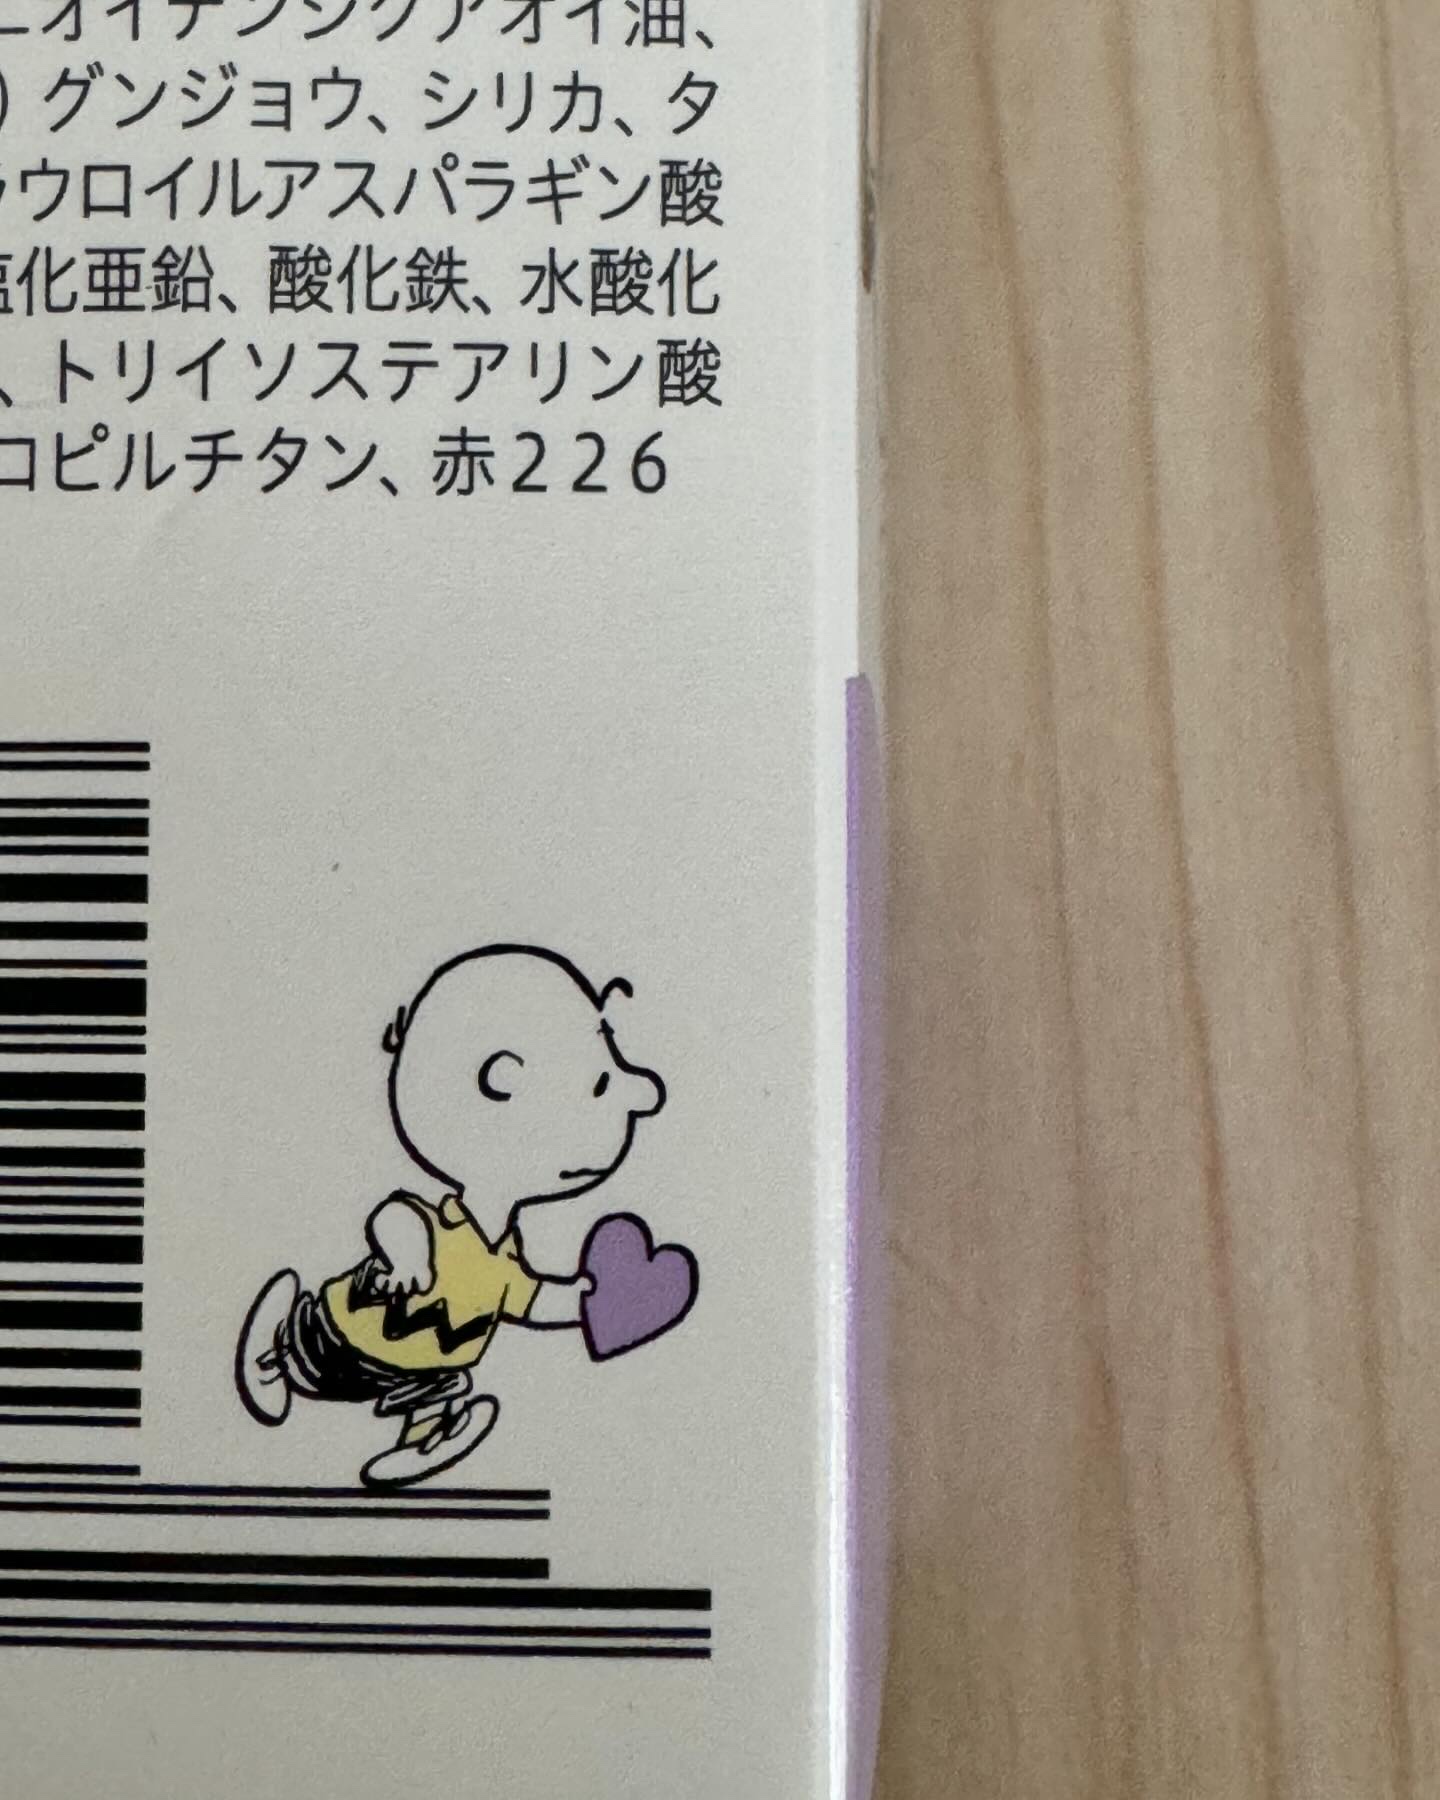 ニオイテンジクアオイ油、
）グンジョウ、シリカ、タ
ラウロイルアスパラギン酸
塩化亜鉛、酸化鉄、水酸化
、トリイソステアリン酸
ロピルチタン、赤２２６